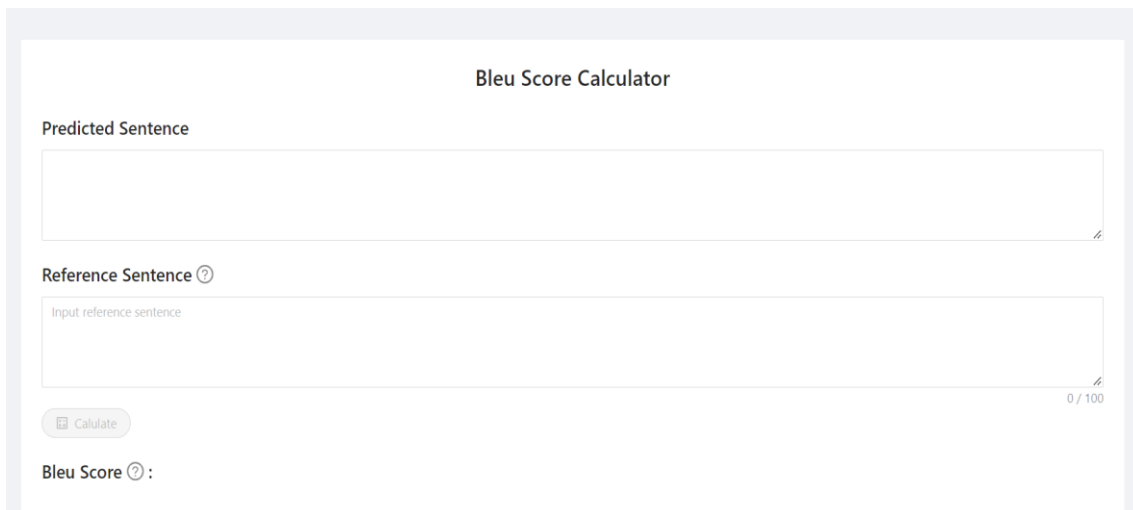 Bleu Score Calculator
Predicted Sentence
Reference Sentence ?
Input reference sentence
0 / 100
Calulate
Bleu Score ? :